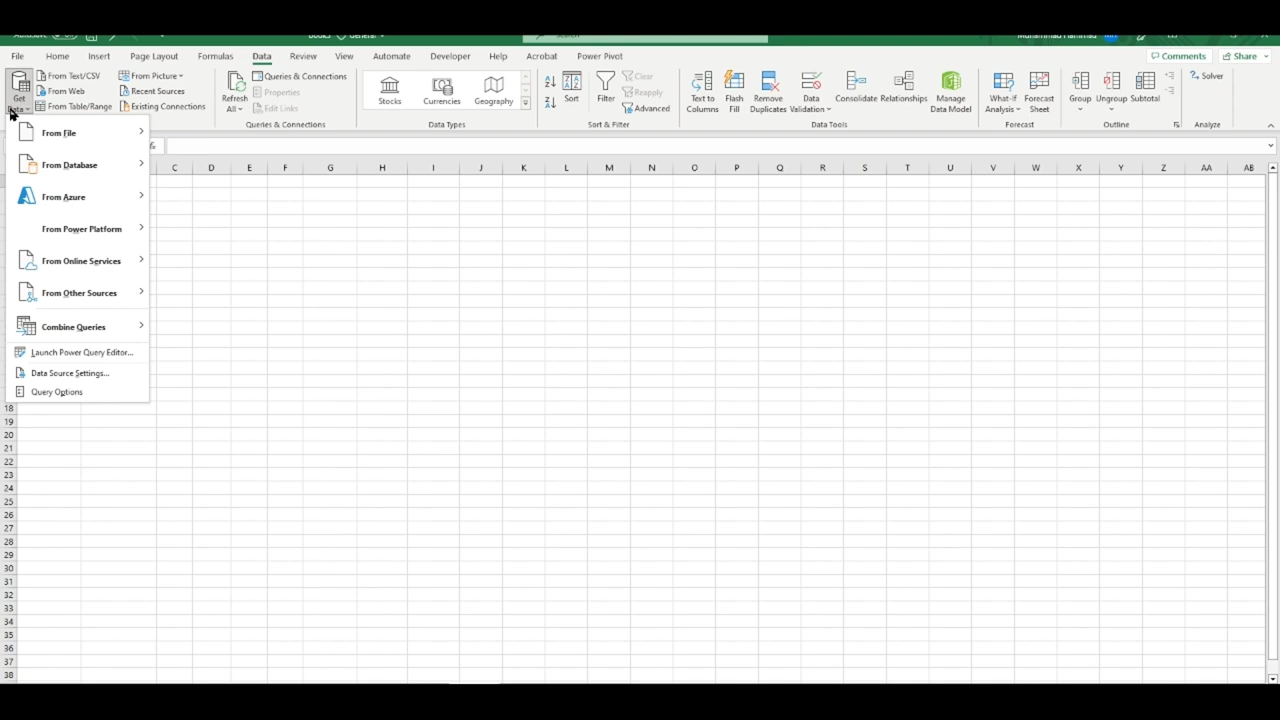 File Home Insert Page Layout Formulas Data Review View Automate Developer Help Acrobat Power Pivot Comments Share
Get Data
From Text/CSV
From Web
From Table/Range
From Picture
Recent Sources
Existing Connections
Refresh All
Queries & Connections
Properties
Edit Links
Queries & Connections
Stocks
Currencies
Geography
Data Types
Sort
Filter
Clear
Reapply
Advanced
Sort & Filter
Text to Columns
Flash Fill
Remove Duplicates
Data Validation
Consolidate
Relationships
Manage Data Model
Data Tools
What-If Analysis
Forecast Sheet
Forecast
Group
Ungroup
Subtotal
Outline
Solver
Analyze
From File
From Database
From Azure
From Power Platform
From Online Services
From Other Sources
Combine Queries
Launch Power Query Editor...
Data Source Settings...
Query Options
C D E F G H I J K L M N O P Q R S T U V W X Y Z AA AB
18
19
20
21
22
23
24
25
26
27
28
29
30
31
32
33
34
35
36
37
38